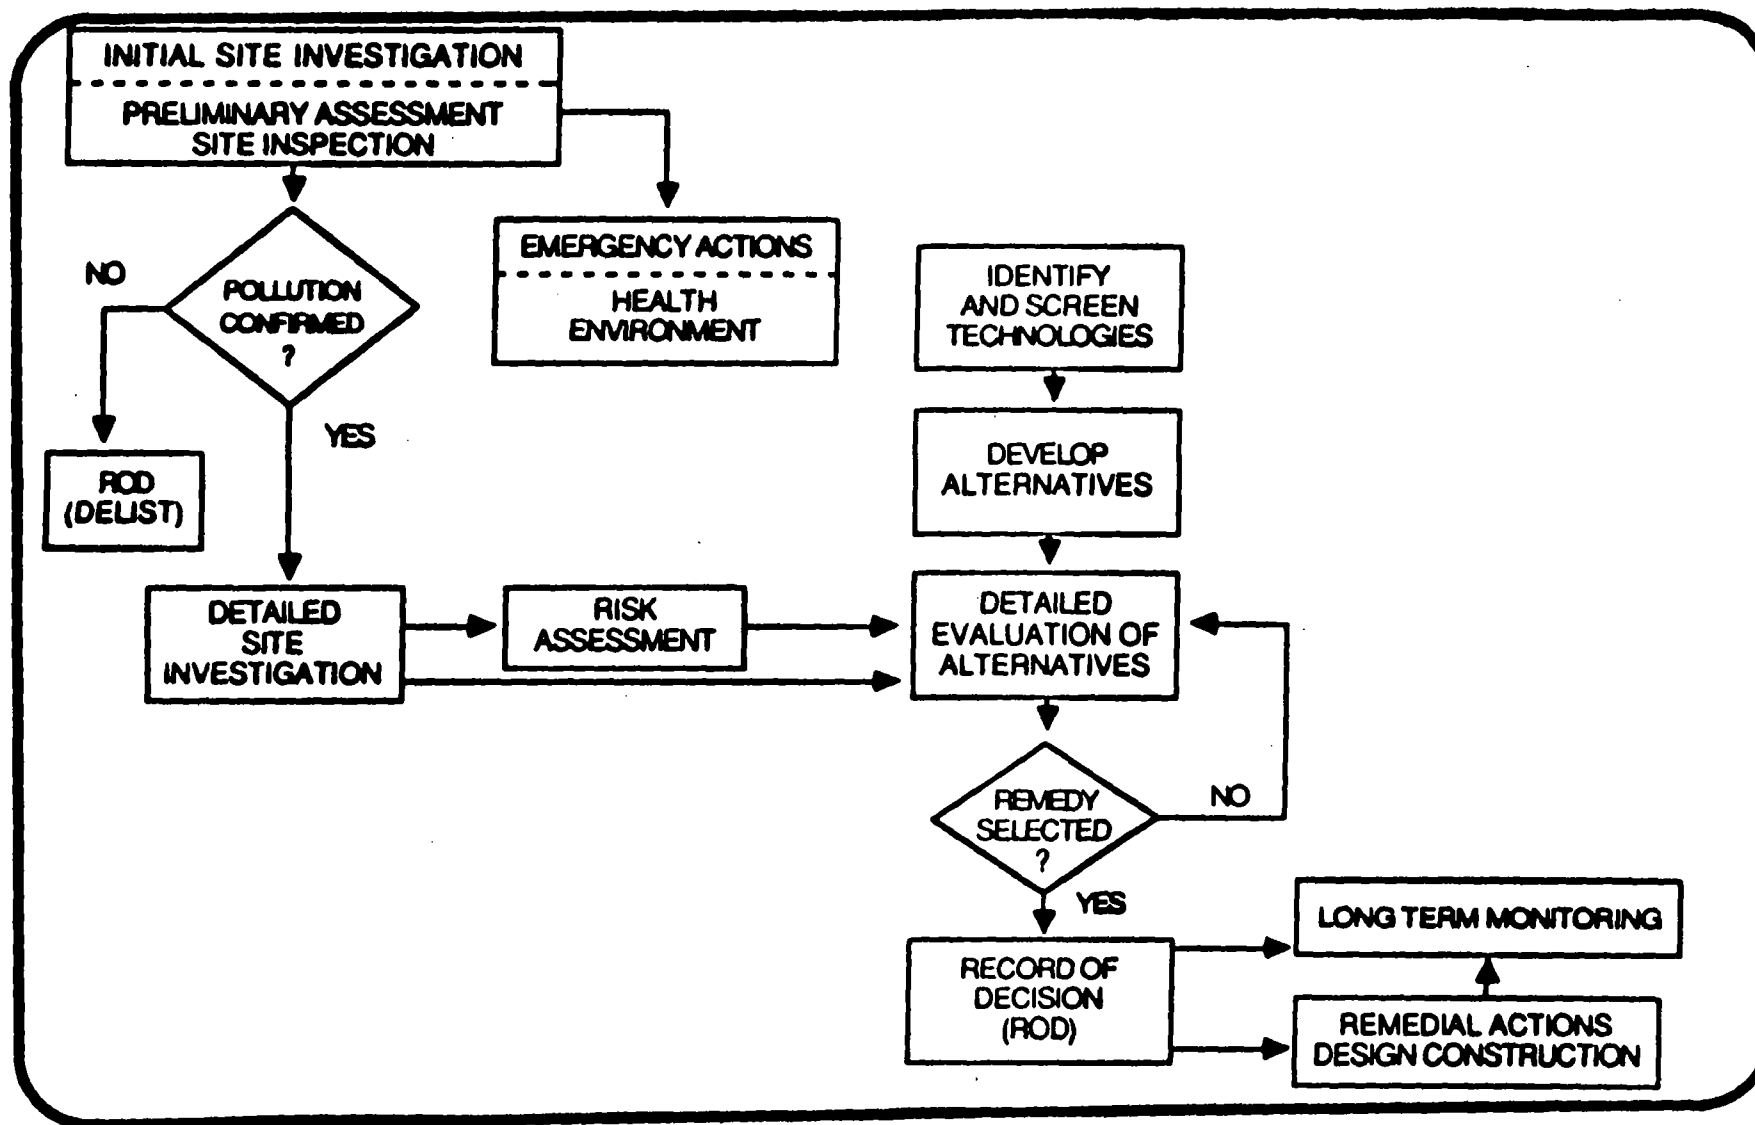 INITIAL SITE INVESTIGATION
PRELIMINARY ASSESSMENT
SITE INSPECTION
NO
POLLUTION
CONFIRMED
?
YES
ROD
(DELIST)
EMERGENCY ACTIONS
HEALTH
ENVIRONMENT
IDENTIFY
AND SCREEN
TECHNOLOGIES
DEVELOP
ALTERNATIVES
DETAILED
SITE
INVESTIGATION
RISK
ASSESSMENT
DETAILED
EVALUATION OF
ALTERNATIVES
REMEDY
SELECTED
?
NO
YES
RECORD OF
DECISION
(ROD)
LONG TERM MONITORING
REMEDIAL ACTIONS
DESIGN CONSTRUCTION